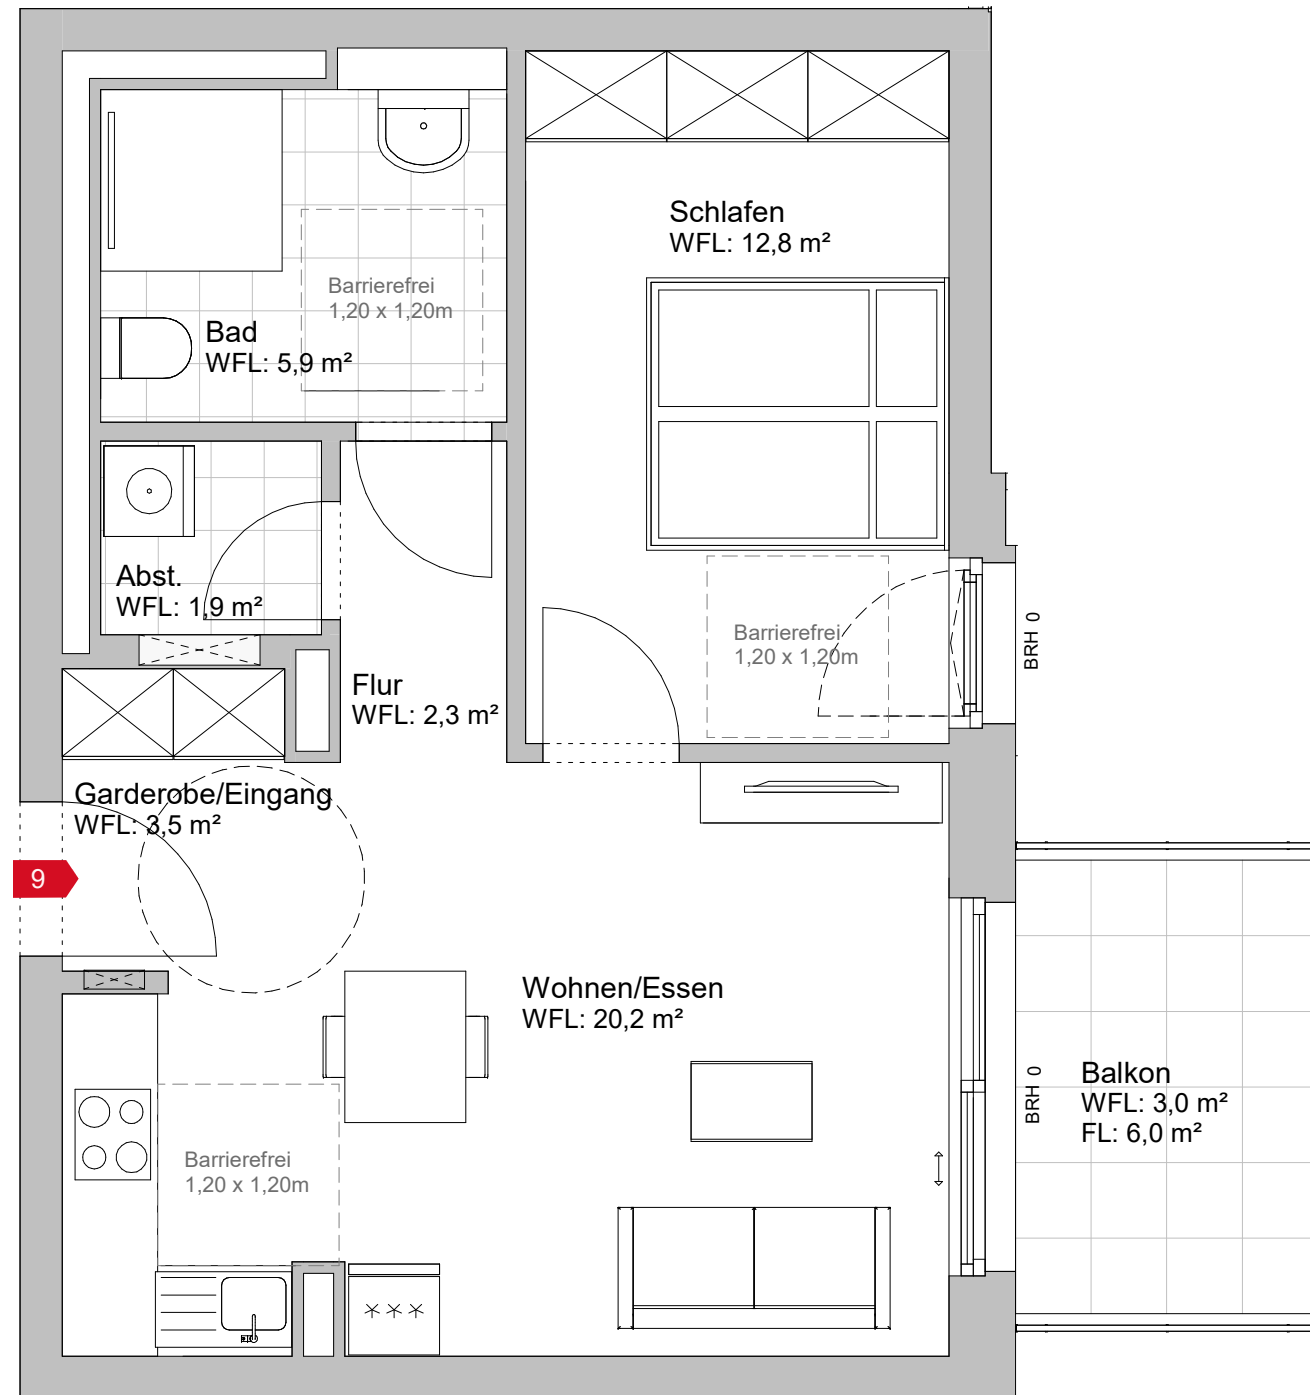 Schlafen
WFL: 12,8 m²
Barrierefrei
1,20 x 1,20m
Bad
WFL: 5,9 m²
Abst.
WFL: 1,9 m²
Barrierefrei
1,20 x 1,20m
BRH 0
Flur
WFL: 2,3 m²
Garderobe/Eingang
WFL: 3,5 m²
9
Wohnen/Essen
WFL: 20,2 m²
BRH 0
Balkon
WFL: 3,0 m²
FL: 6,0 m²
Barrierefrei
1,20 x 1,20m